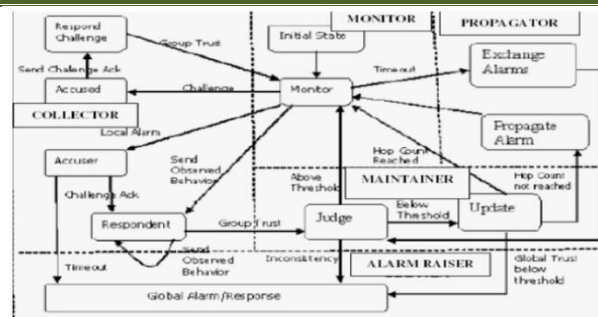 Respond
Challenge
Group Trust
Initial State
MONITOR
PROPAGATOR
Exchange
Alarms
Send Challenge Ack
Timeout
Accused
Challenge
Monitor
COLLECTOR
Local Alarm
Propagate
Alarm
Accuser
Send
Observed
Behavior
Hop Count
Reached
Challenge Ack
Above
Threshold
MAINTAINER
Hop Count
not reached
Below
Threshold
Update
Respondent
Group Trust
Judge
Timeout
Send
Observed
Behavior
Inconsistency
ALARM RAISER
Global Trust
below
threshold
Global Alarm/Response